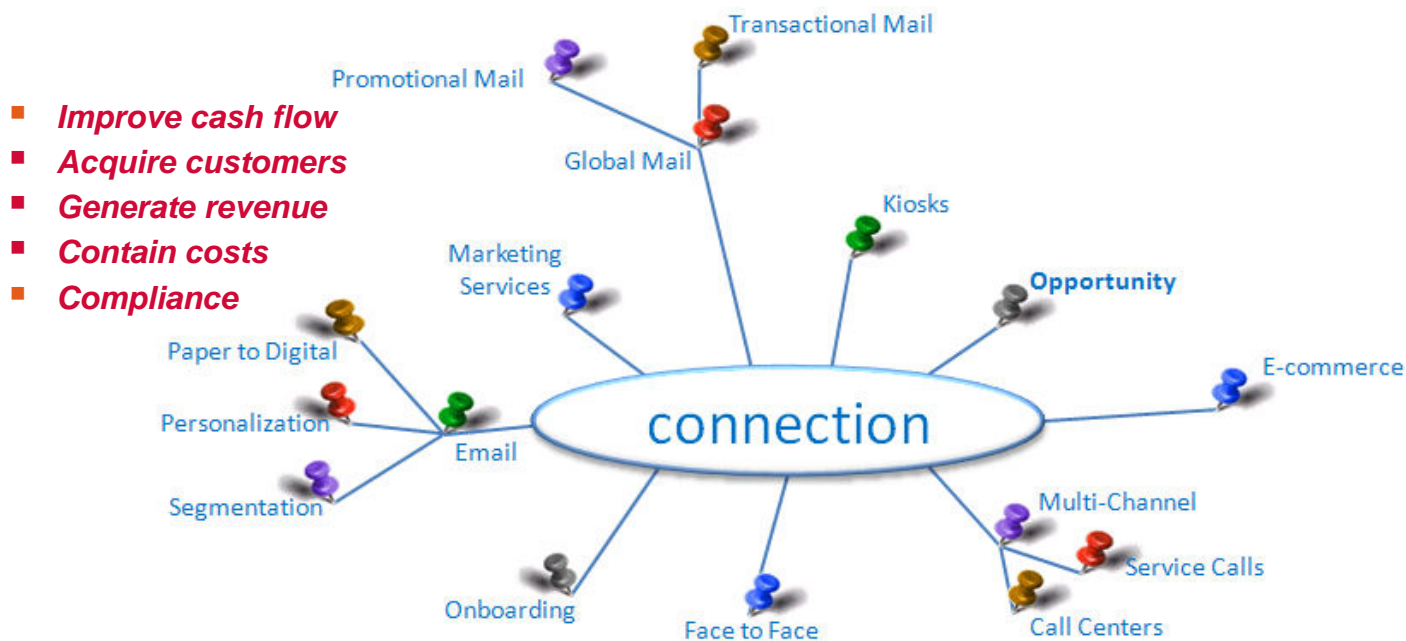 Transactional Mail
Promotional Mail
Improve cash flow
Acquire customers
Generate revenue
Contain costs
Compliance
Global Mail
Kiosks
Marketing
Services
Opportunity
Paper to Digital
E-commerce
Personalization
Email
connection
Segmentation
Multi-Channel
Service Calls
Onboarding
Face to Face
Call Centers